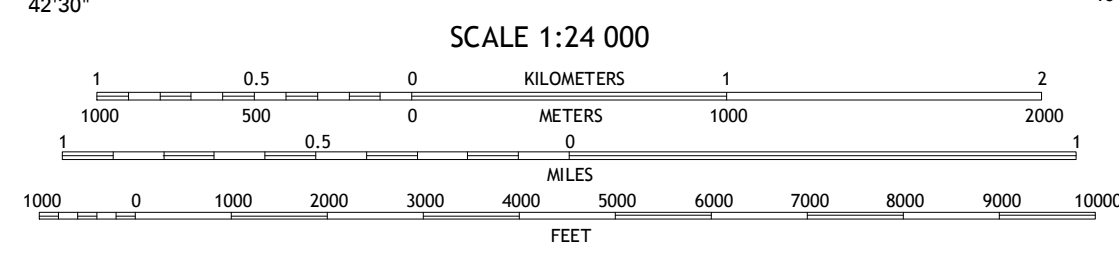 42'30"
SCALE 1:24 000
1 0.5 0 KILOMETERS 1 2
1000 500 0 METERS 1000 2000
1 0.5 0 1
MILES
1000 0 1000 2000 3000 4000 5000 6000 7000 8000 9000 10000
FEET